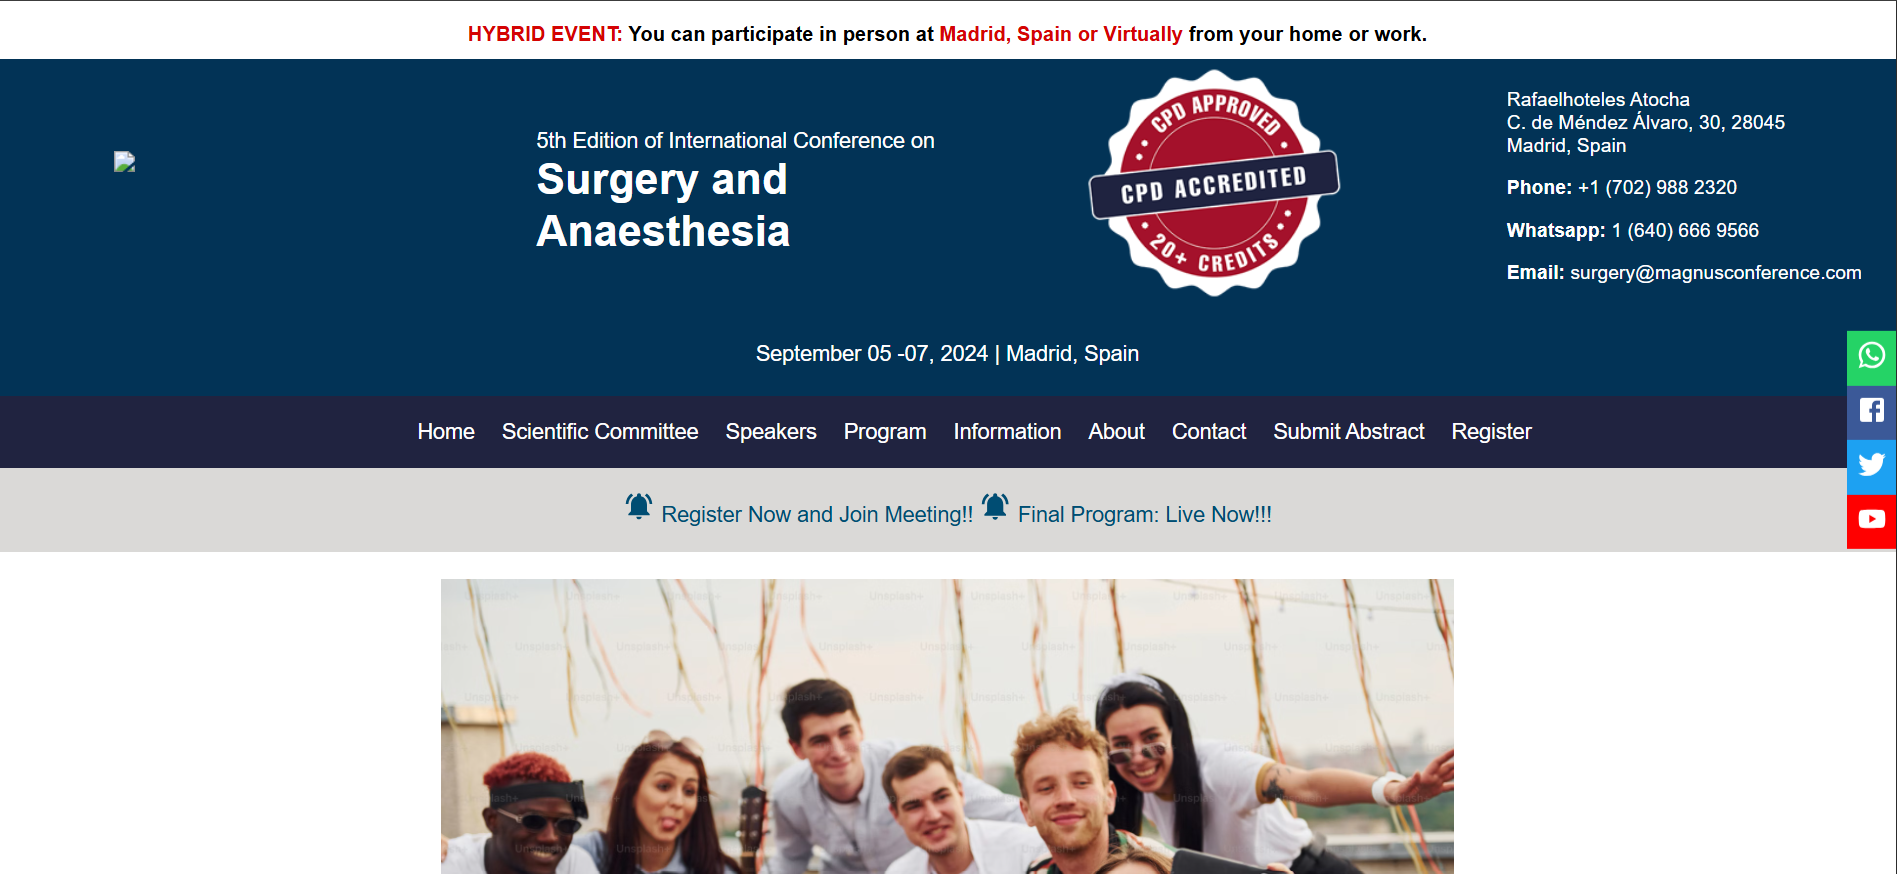 HYBRID EVENT: You can participate in person at Madrid, Spain or Virtually from your home or work.
5th Edition of International Conference on
Surgery and
Anaesthesia
CPD APPROVED
CPD ACCREDITED
20+ CREDITS
Rafaelhoteles Atocha
C. de Méndez Álvaro, 30, 28045
Madrid, Spain
Phone: +1 (702) 988 2320
Whatsapp: 1 (640) 666 9566
Email: surgery@magnusconference.com
September 05 -07, 2024 | Madrid, Spain
Home Scientific Committee Speakers Program Information About Contact Submit Abstract Register
Register Now and Join Meeting!! Final Program: Live Now!!!
Unsplash+